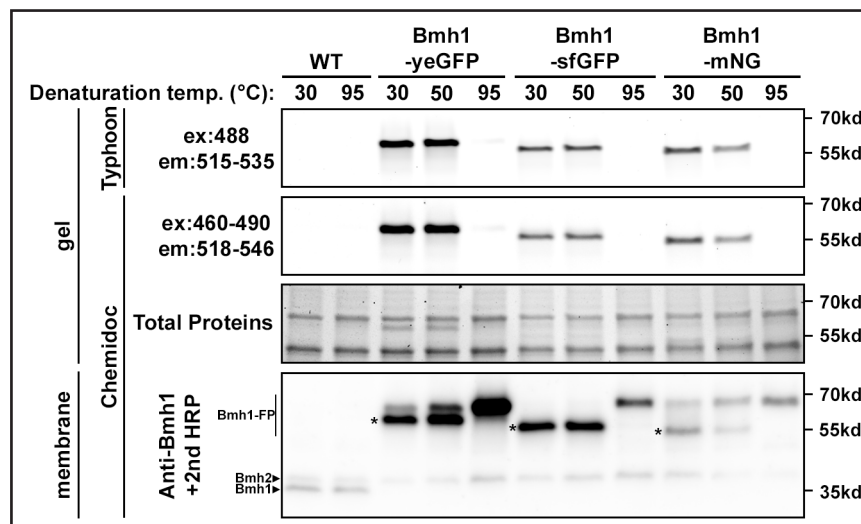 WT
Bmh1
-yeGFP
Bmh1
-sfGFP
Bmh1
-mNG
Denaturation temp. (°C): 30 95 30 50 95 30 50 95 30 50 95
gel
Typhoon
ex:488
em:515-535
70kd
55kd
Chemidoc
ex:460-490
em:518-546
70kd
55kd
Total Proteins
70kd
55kd
membrane
Anti-Bmh1
+2nd HRP
Bmh1-FP
*
*
*
Bmh2
Bmh1
70kd
55kd
35kd